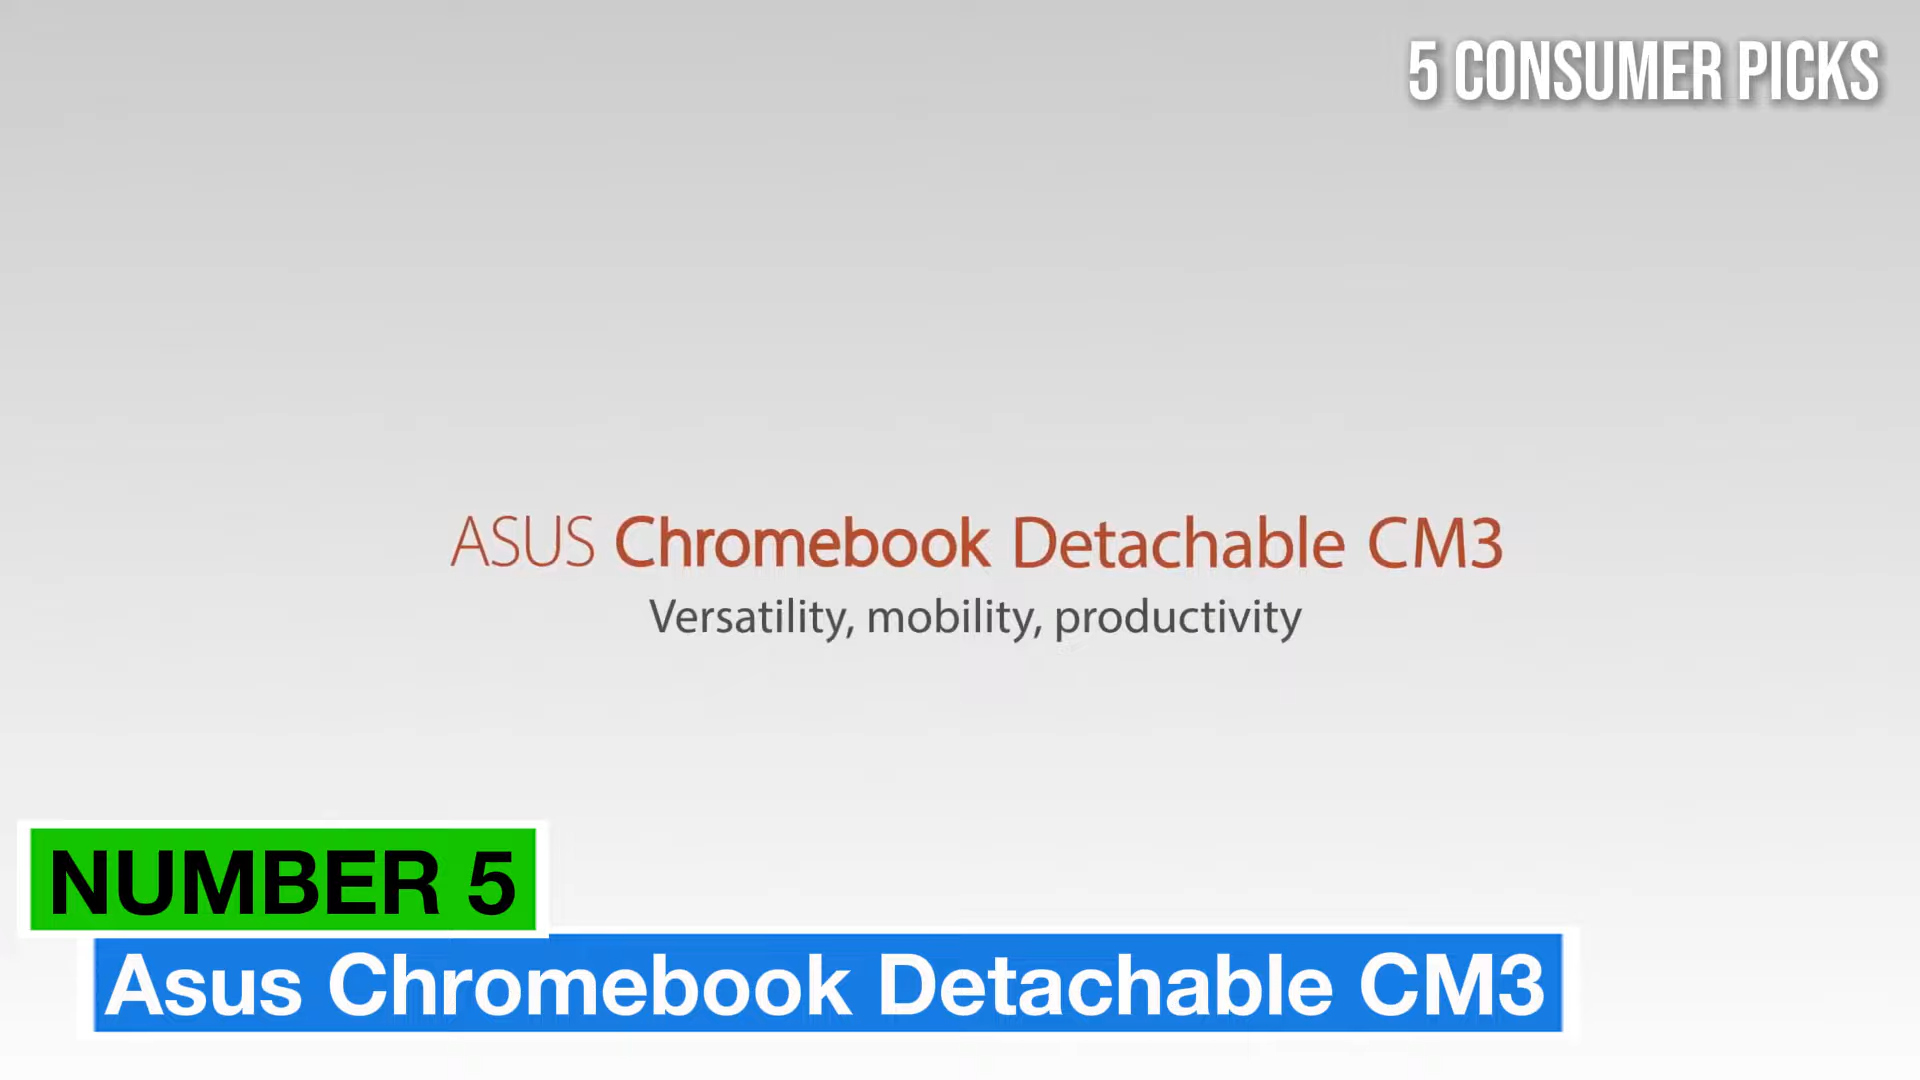 5 CONSUMER PICKS
ASUS Chromebook Detachable CM3
Versatility, mobility, productivity
NUMBER 5
Asus Chromebook Detachable CM3